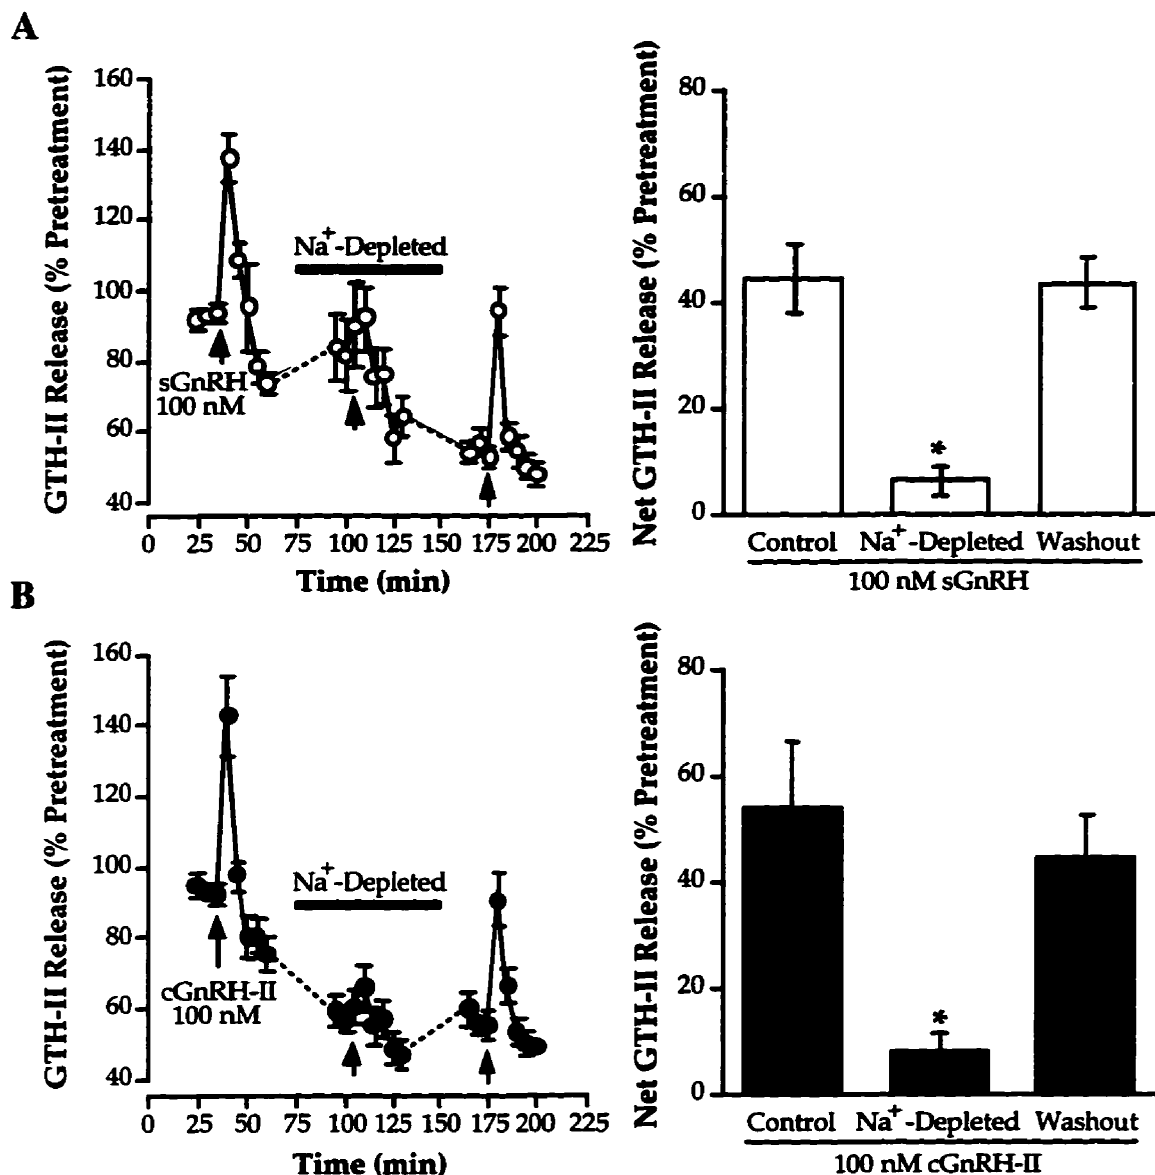 A
GTH-II Release (% Pretreatment)
160
140
120
100
80
60
40
Na+-Depleted
sGnRH
100 nM
0 25 50 75 100 125 150 175 200 225
Time (min)
Net GTH-II Release (% Pretreatment)
80
60
40
20
0
*
Control Na+-Depleted Washout
100 nM sGnRH
B
GTH-II Release (% Pretreatment)
160
140
120
100
80
60
40
Na+-Depleted
cGnRH-II
100 nM
0 25 50 75 100 125 150 175 200 225
Time (min)
Net GTH-II Release (% Pretreatment)
80
60
40
20
0
*
Control Na+-Depleted Washout
100 nM cGnRH-II